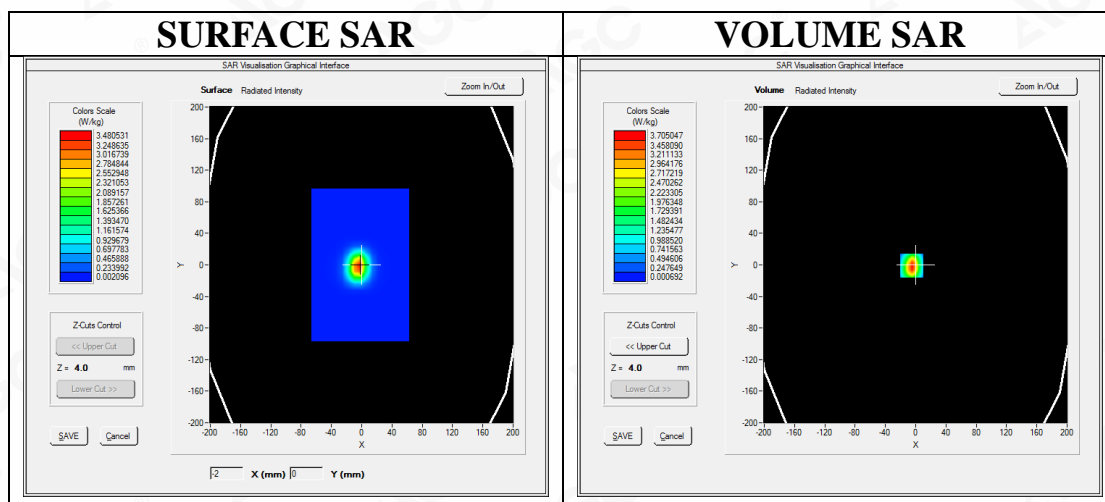 SURFACE SAR
SAR Visualisation Graphical Interface
Surface Radiated Intensity
Zoom In/Out
Colors Scale
(W/kg)
3.480531
3.248635
3.016739
2.784844
2.552948
2.321053
2.089157
1.857261
1.625366
1.393470
1.161574
0.929679
0.697783
0.465888
0.233992
0.002096
200
160
120
80
40
0
-40
-80
-120
-160
-200
Y
-200 -160 -120 -80 -40 0 40 80 120 160 200
X
Z-Cuts Control
<< Upper Cut
Z = 4.0 mm
Lower Cut >>
SAVE Cancel
-2 X (mm) 0 Y (mm)
VOLUME SAR
SAR Visualisation Graphical Interface
Volume Radiated Intensity
Zoom In/Out
Colors Scale
(W/kg)
3.705047
3.458090
3.211133
2.964176
2.717219
2.470262
2.223305
1.976348
1.729391
1.482434
1.235477
0.988520
0.741563
0.494606
0.247649
0.000692
200
160
120
80
40
0
-40
-80
-120
-160
-200
Y
-200 -160 -120 -80 -40 0 40 80 120 160 200
X
Z-Cuts Control
<< Upper Cut
Z = 4.0 mm
Lower Cut >>
SAVE Cancel